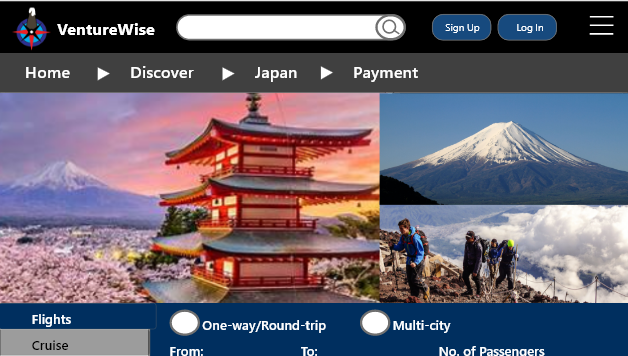 VentureWise
Sign Up
Log In
Home
Discover
Japan
Payment
Flights
One-way/Round-trip
Multi-city
Cruise
From:
To:
No. of Passengers